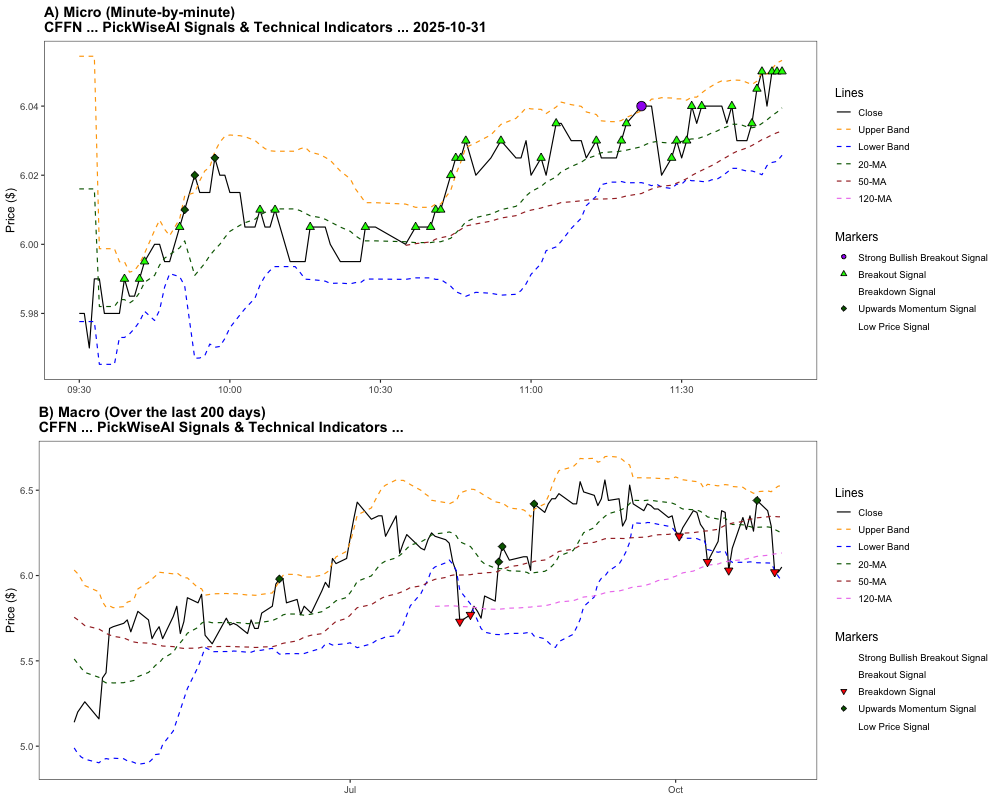 A) Micro (Minute-by-minute)
CFFN ... PickWiseAI Signals & Technical Indicators ... 2025-10-31
Price ($)
6.04
6.02
6.00
5.98
09:30
10:00
10:30
11:00
11:30
Lines
Close
Upper Band
Lower Band
20-MA
50-MA
120-MA
Markers
Strong Bullish Breakout Signal
Breakout Signal
Breakdown Signal
Upwards Momentum Signal
Low Price Signal
B) Macro (Over the last 200 days)
CFFN ... PickWiseAI Signals & Technical Indicators ...
Price ($)
6.5
6.0
5.5
5.0
Jul
Oct
Lines
Close
Upper Band
Lower Band
20-MA
50-MA
120-MA
Markers
Strong Bullish Breakout Signal
Breakout Signal
Breakdown Signal
Upwards Momentum Signal
Low Price Signal